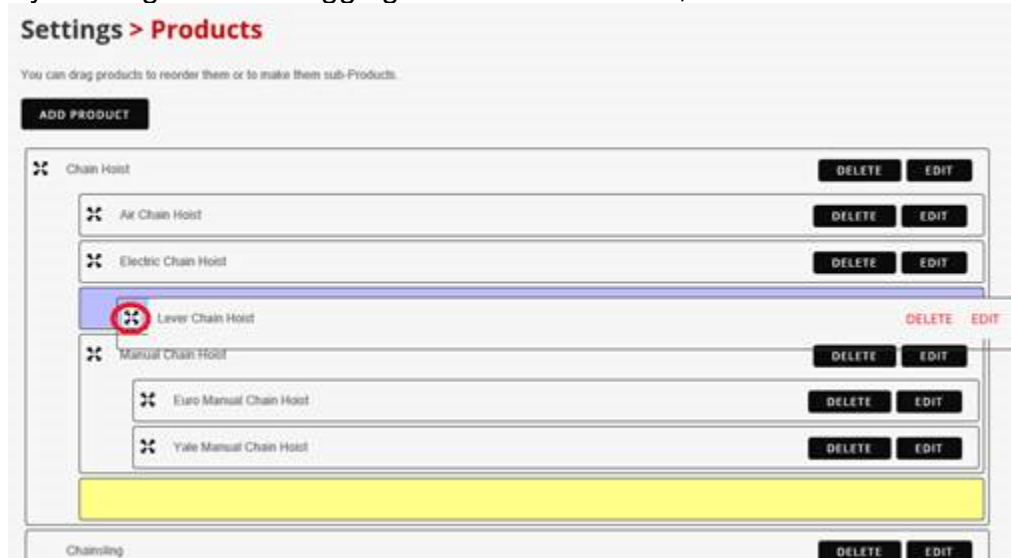 Settings > Products
You can drag products to reorder them or to make them sub-Products.
ADD PRODUCT
Chain Hoist DELETE EDIT
Air Chain Hoist DELETE EDIT
Electric Chain Hoist DELETE EDIT
Lever Chain Hoist DELETE EDIT
Manual Chain Hoist DELETE EDIT
Euro Manual Chain Hoist DELETE EDIT
Yale Manual Chain Hoist DELETE EDIT
Chainsling DELETE EDIT